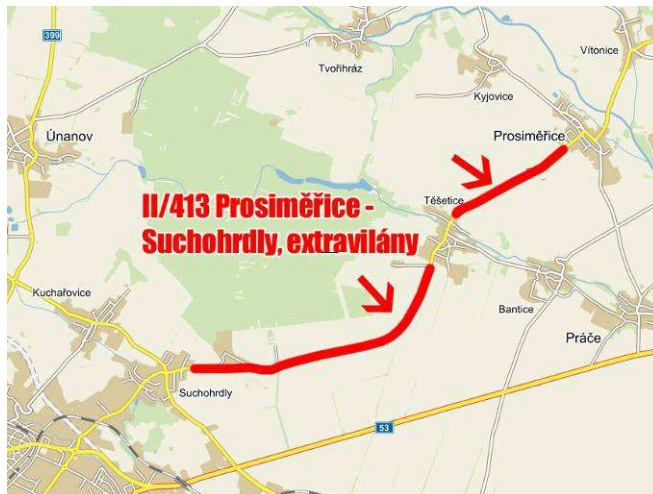 399
Tvořihráz
Vítonice
Kyjovice
Únanov
Prosiměřice
Těšetice
II/413 Prosiměřice -
Suchohrdly, extravilány
Kuchařovice
Bantice
Práče
Suchohrdly
53